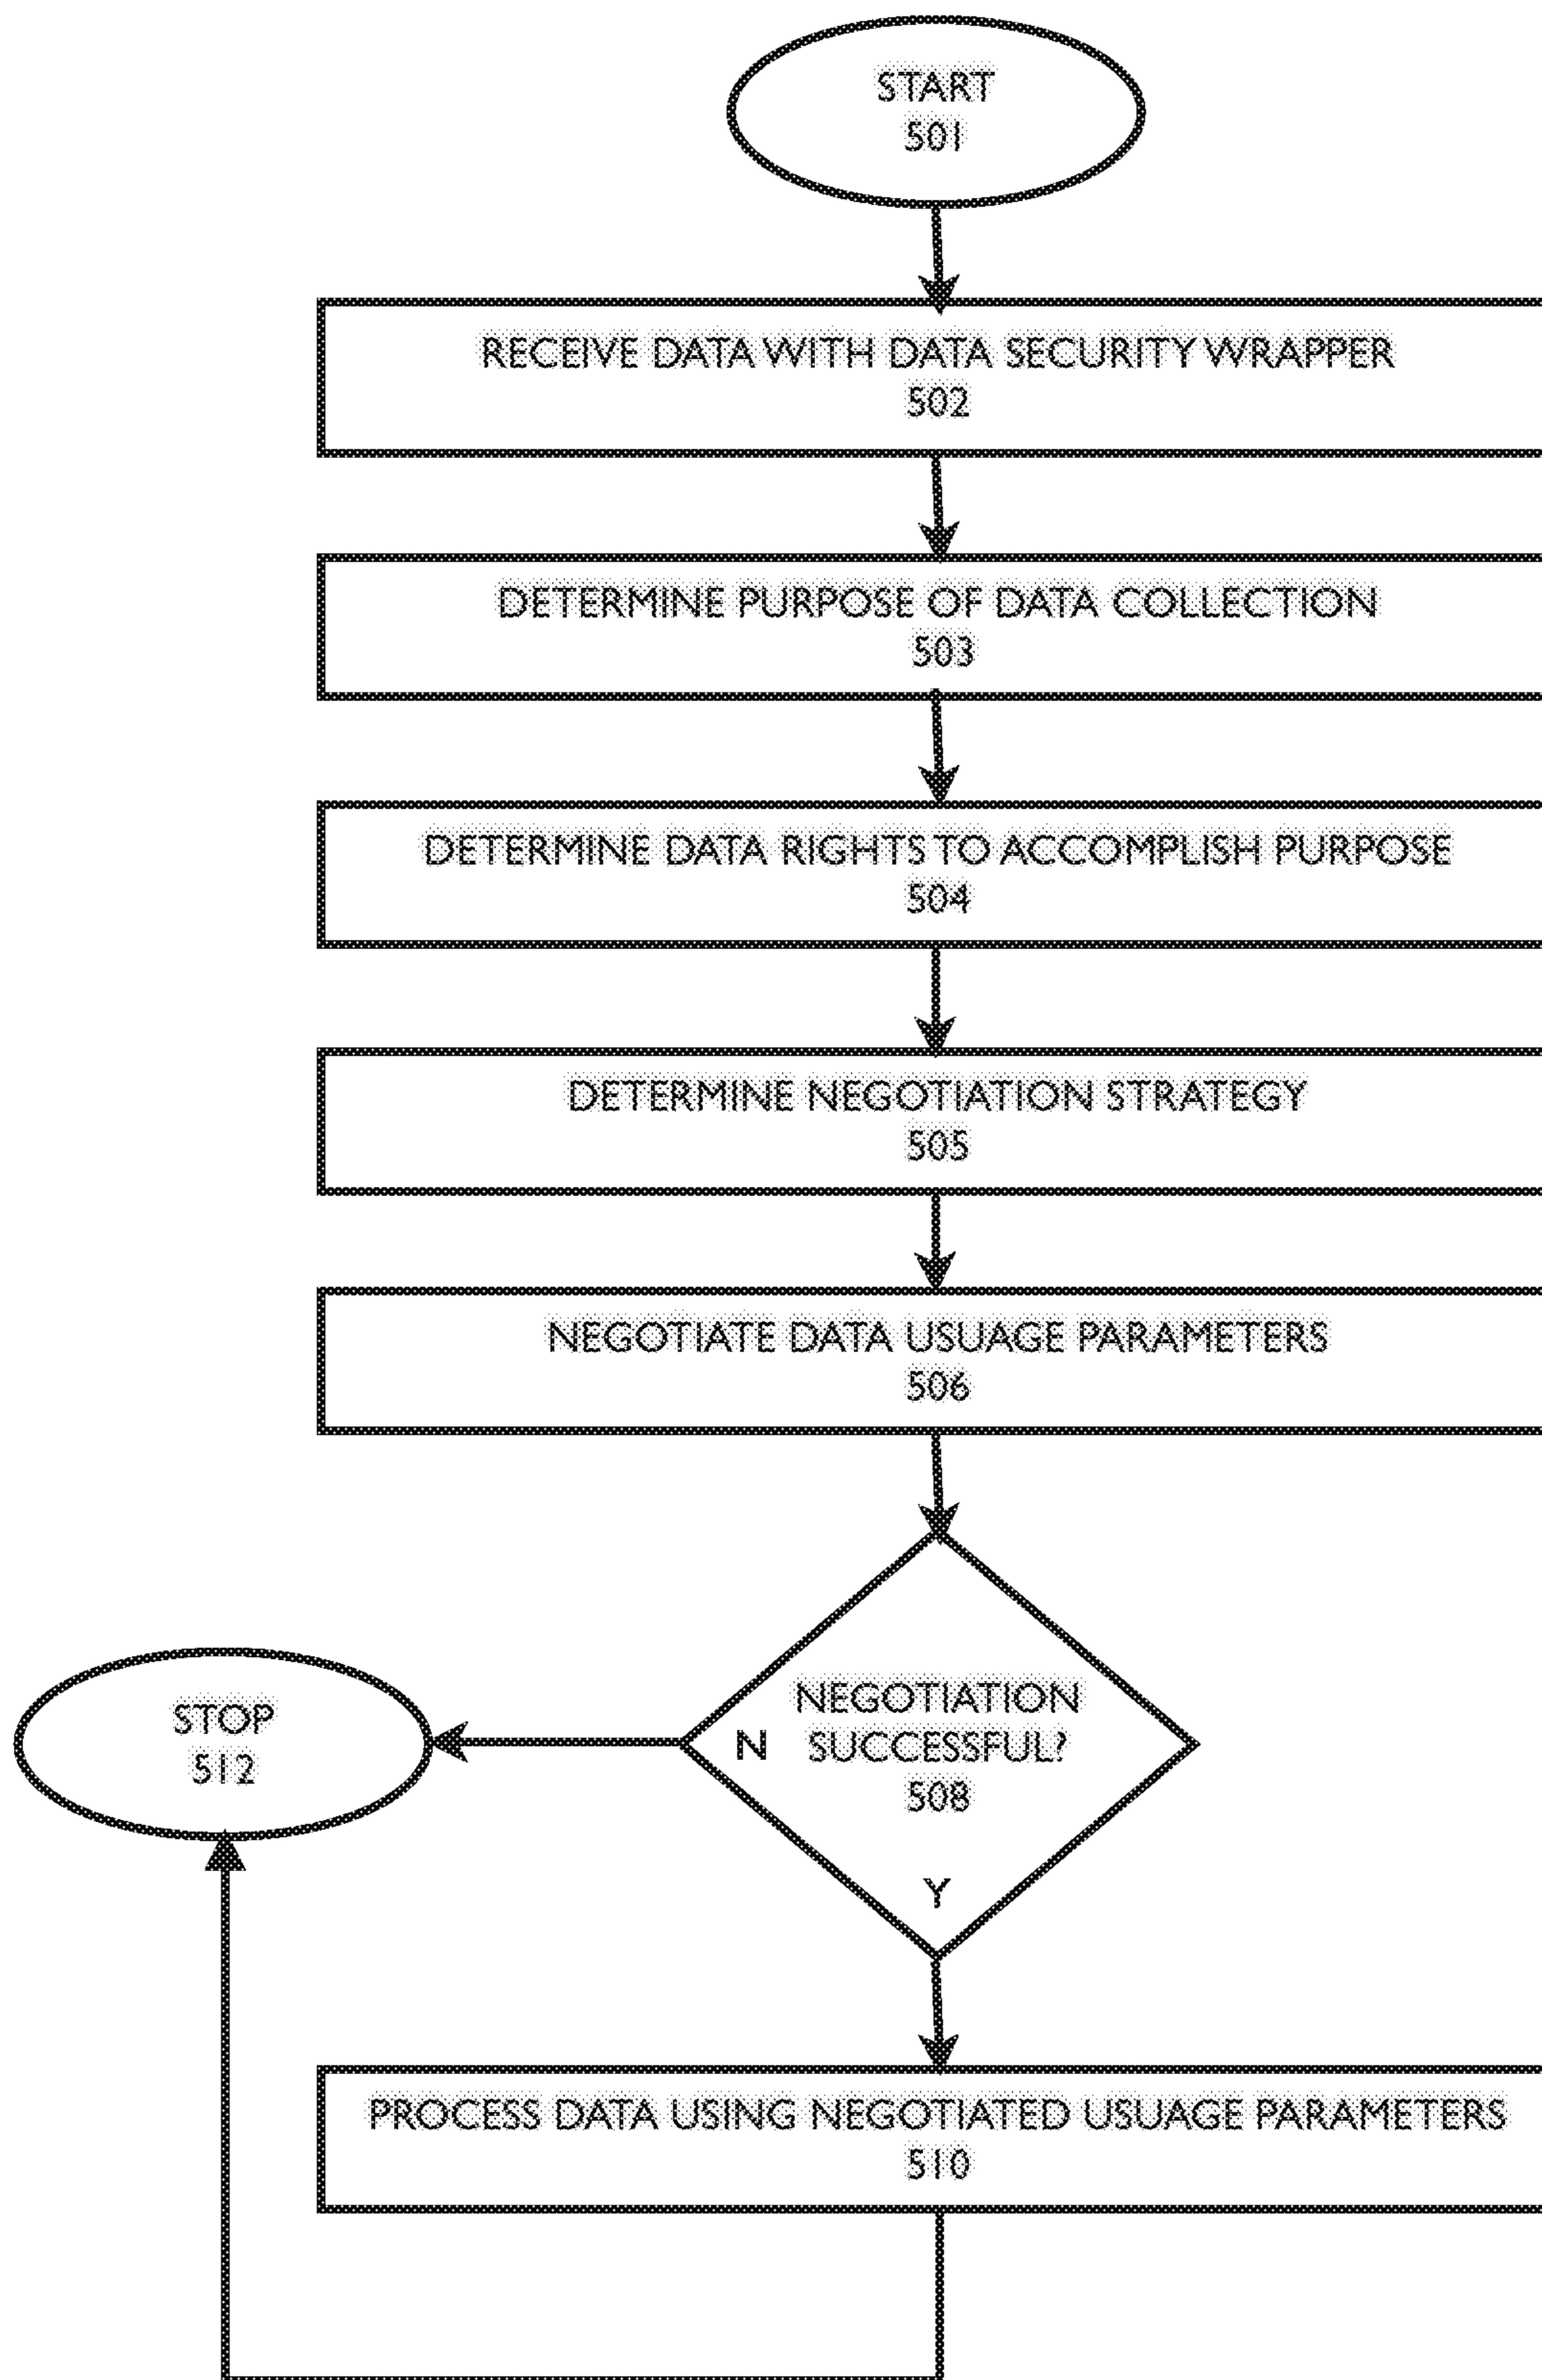 START
501
RECEIVE DATA WITH DATA SECURITY WRAPPER
502
DETERMINE PURPOSE OF DATA COLLECTION
503
DETERMINE DATA RIGHTS TO ACCOMPLISH PURPOSE
504
DETERMINE NEGOTIATION STRATEGY
505
NEGOTIATE DATA USUAGE PARAMETERS
506
NEGOTIATION
N SUCCESSFUL?
508
Y
STOP
512
PROCESS DATA USING NEGOTIATED USUAGE PARAMETERS
510